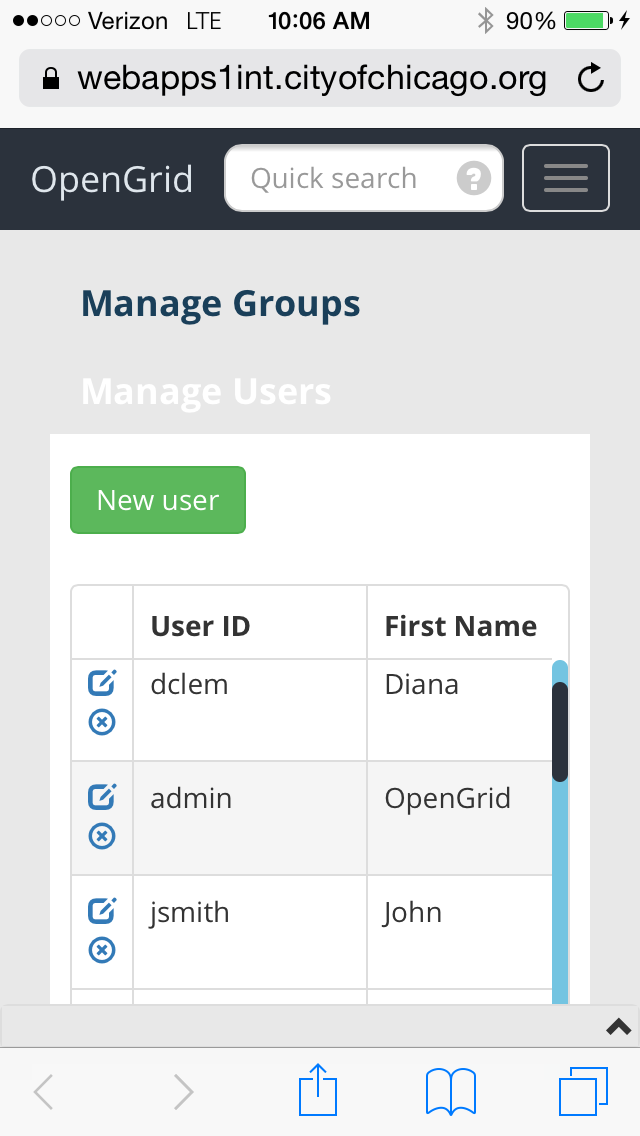 Verizon LTE 10:06 AM 90%
webapps1int.cityofchicago.org
OpenGrid Quick search ?
Manage Groups
Manage Users
New user
User ID First Name
dclem Diana
admin OpenGrid
jsmith John